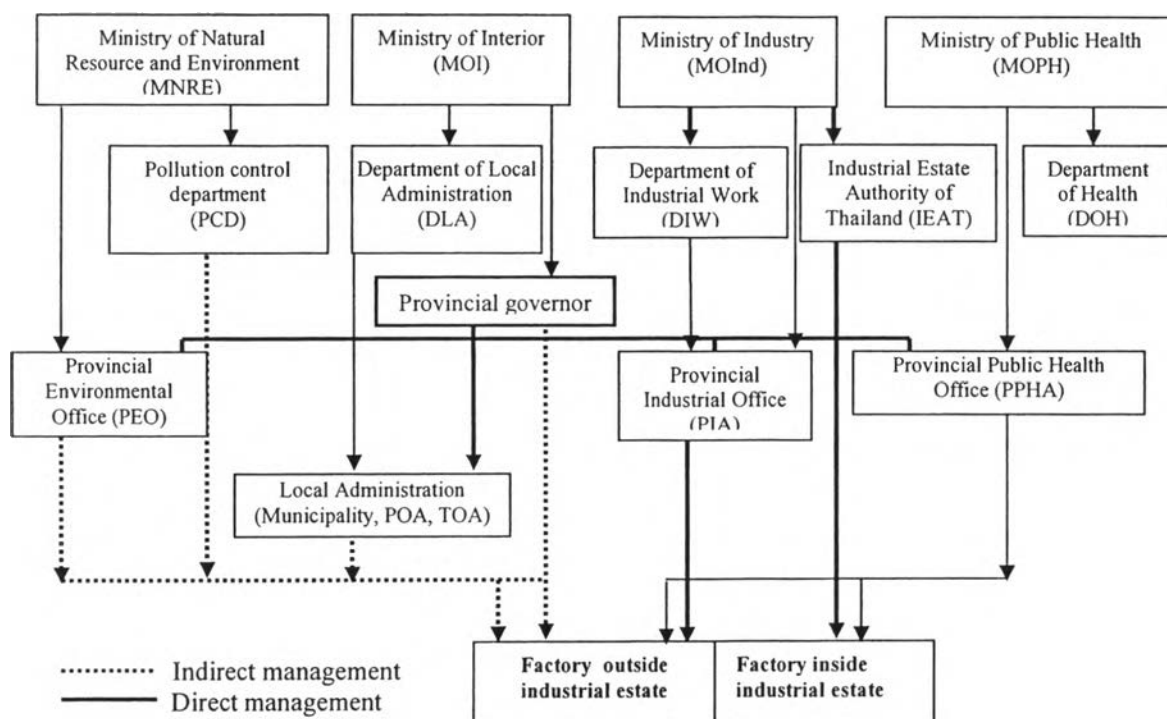 Ministry of Natural
Resource and Environment
(MNRE)
Ministry of Interior
(MOI)
Ministry of Industry
(MOInd)
Ministry of Public Health
(MOPH)
Pollution control
department
(PCD)
Department of Local
Administration
(DLA)
Department of
Industrial Work
(DIW)
Industrial Estate
Authority of
Thailand (IEAT)
Department
of Health
(DOH)
Provincial governor
Provincial
Environmental
Office (PEO)
Provincial
Industrial Office
(PIA)
Provincial Public Health
Office (PPHA)
Local Administration
(Municipality, POA, TOA)
Factory outside
industrial estate
Factory inside
industrial estate
Indirect management
Direct management